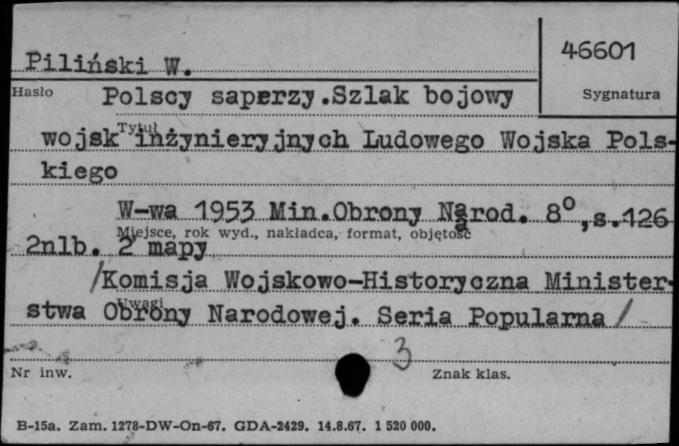 46601
Piliński W.
Hasło
Sygnatura
Polscy saperzy.Szlak bojowy
Tytuł
wojsk inżynieryjnych Ludowego Wojska Pols-
kiego
W-wa 1953 Min.Obrony Narod. 8°,s.126
Miejsce, rok wyd., nakładca, format, objętość
2nlb. 2 mapy
/Komisja Wojskowo-Historyczna Minister-
Uwagi
stwa Obrony Narodowej. Seria Popularna/
3
Nr inw.
Znak klas.
B-15a. Zam. 1278-DW-On-67. GDA-2429. 14.8.67. 1 520 000.